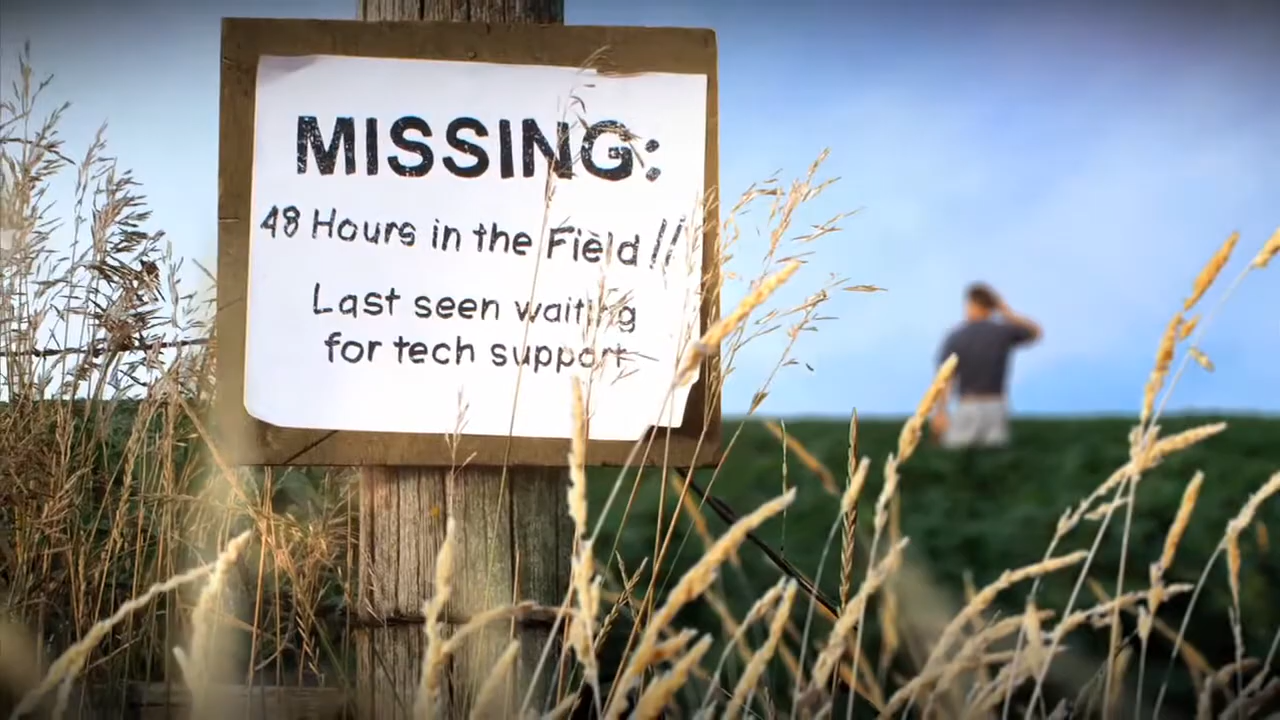 MISSING:
48 Hours in the Field!!
Last seen waiting
for tech support